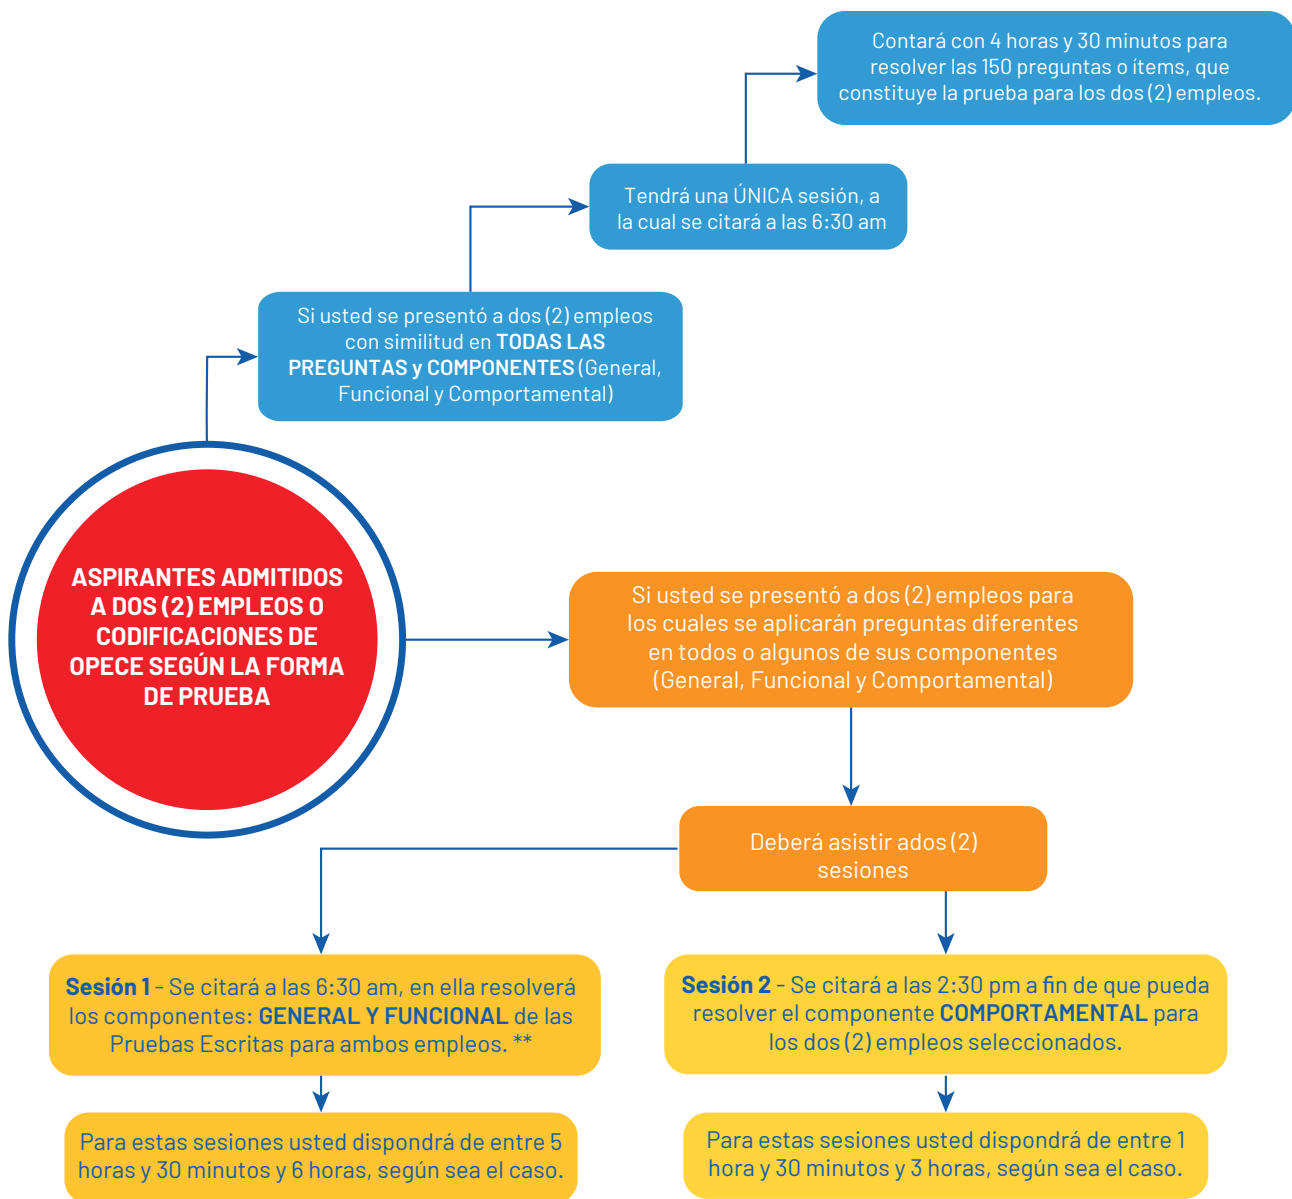 Contará con 4 horas y 30 minutos para
resolver las 150 preguntas o ítems, que
constituye la prueba para los dos (2) empleos.
Tendrá una ÚNICA sesión, a
la cual se citará a las 6:30 am
Si usted se presentó a dos (2) empleos
con similitud en TODAS LAS
PREGUNTAS y COMPONENTES (General,
Funcional y Comportamental)
ASPIRANTES ADMITIDOS
A DOS (2) EMPLEOS O
CODIFICACIONES DE
OPECE SEGÚN LA FORMA
DE PRUEBA
Si usted se presentó a dos (2) empleos para
los cuales se aplicarán preguntas diferentes
en todos o algunos de sus componentes
(General, Funcional y Comportamental)
Deberá asistir ados (2)
sesiones
Sesión 1 - Se citará a las 6:30 am, en ella resolverá
los componentes: GENERAL Y FUNCIONAL de las
Pruebas Escritas para ambos empleos. **
Para estas sesiones usted dispondrá de entre 5
horas y 30 minutos y 6 horas, según sea el caso.
Sesión 2 - Se citará a las 2:30 pm a fin de que pueda
resolver el componente COMPORTAMENTAL para
los dos (2) empleos seleccionados.
Para estas sesiones usted dispondrá de entre 1
hora y 30 minutos y 3 horas, según sea el caso.